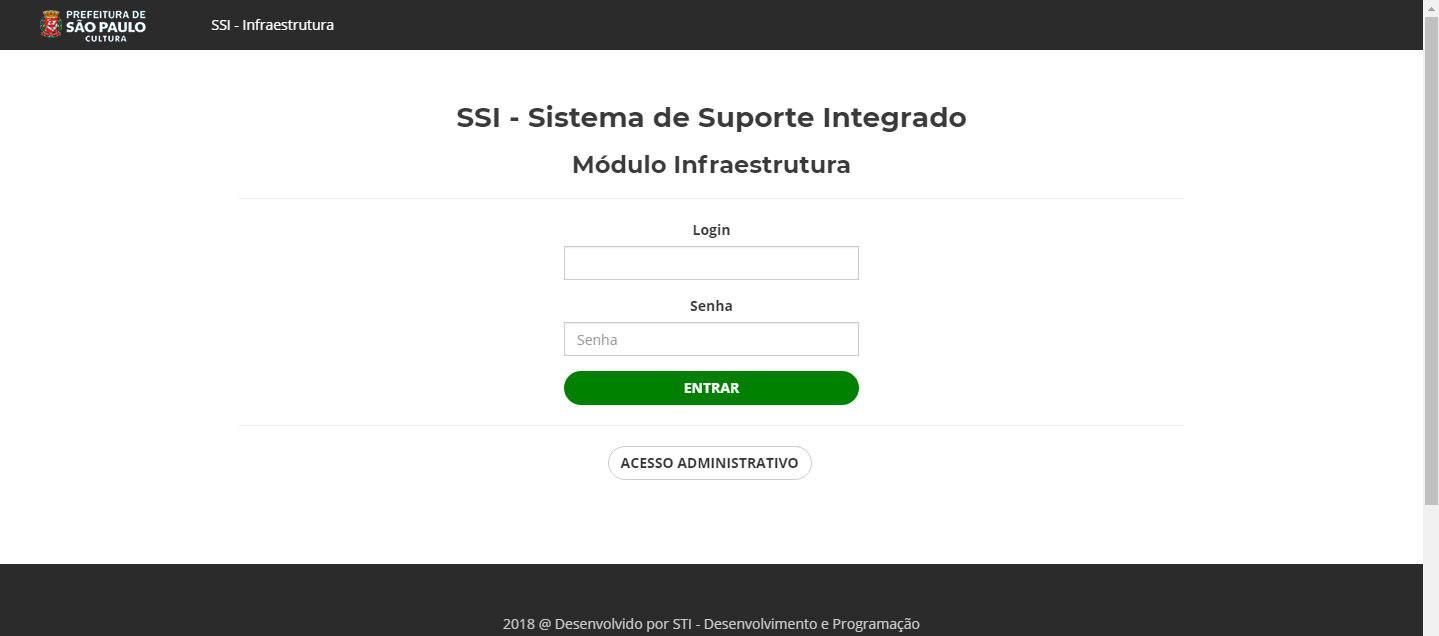 PREFEITURA DE
SÃO PAULO
CULTURA
SSI - Infraestrutura
SSI - Sistema de Suporte Integrado
Módulo Infraestrutura
Login
Senha
Senha
ENTRAR
ACESSO ADMINISTRATIVO
2018 @ Desenvolvido por STI - Desenvolvimento e Programação